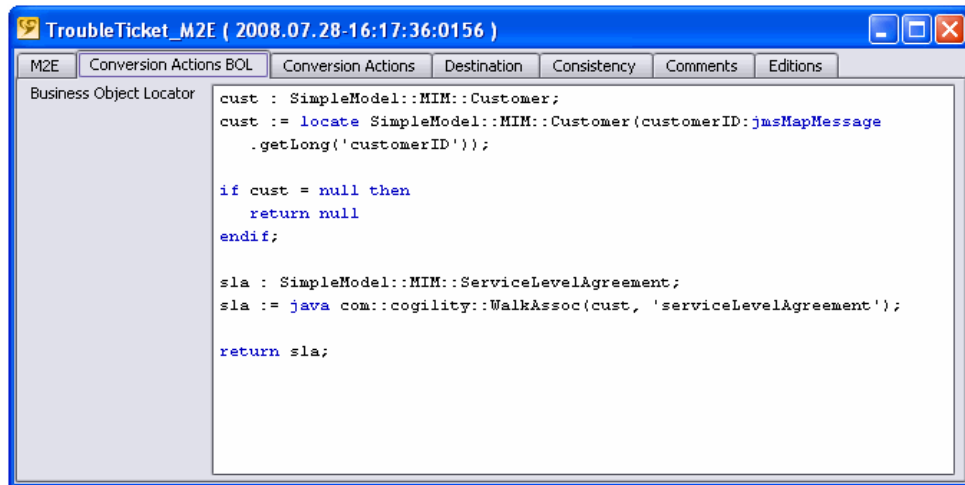 TroubleTicket_M2E ( 2008.07.28-16:17:36:0156 )
M2E Conversion Actions BOL Conversion Actions Destination Consistency Comments Editions
Business Object Locator
cust : SimpleModel::MIM::Customer;
cust := locate SimpleModel::MIM::Customer(customerID:jmsMapMessage
.getLong('customerID'));
if cust = null then
return null
endif;
sla : SimpleModel::MIM::ServiceLevelAgreement;
sla := java com::cogility::WalkAssoc(cust, 'serviceLevelAgreement');
return sla;